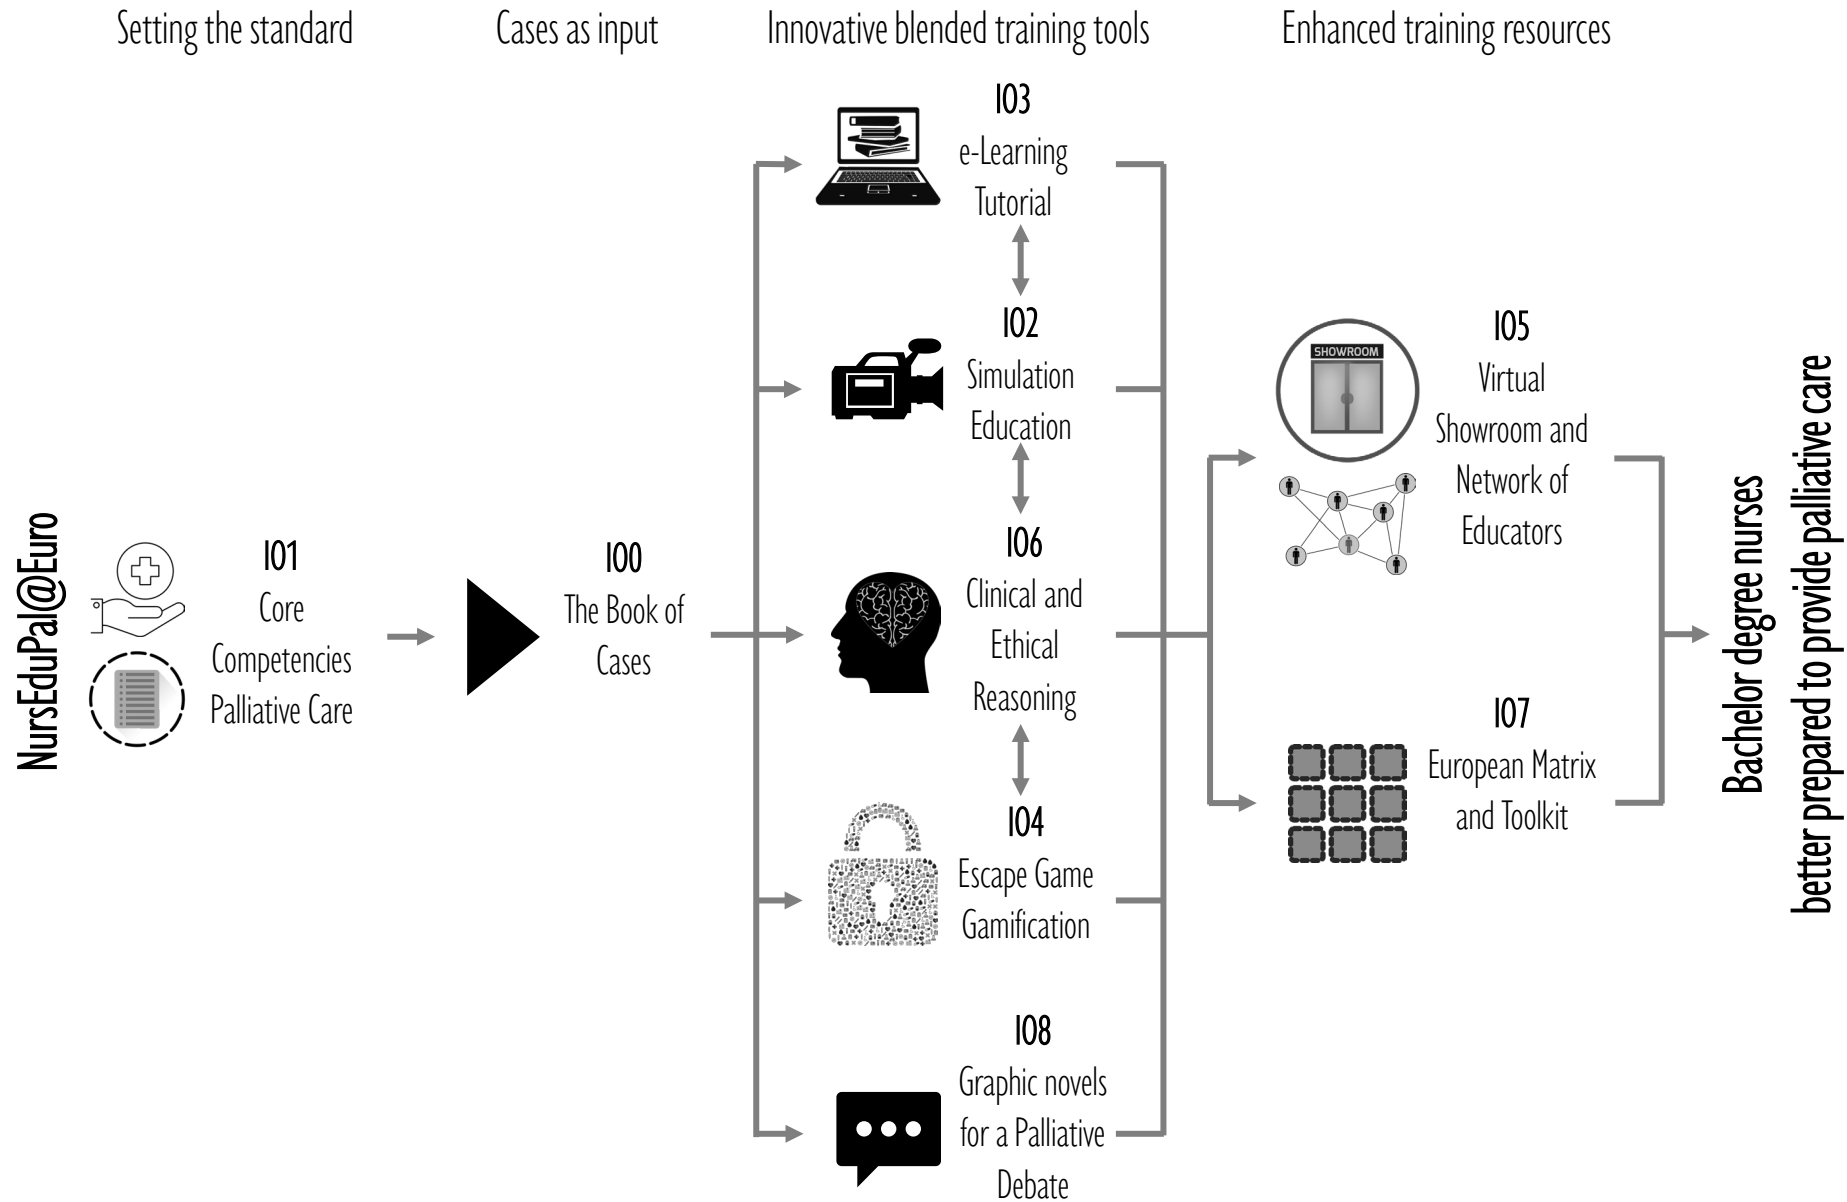 Setting the standard
Cases as input
Innovative blended training tools
Enhanced training resources
NursEduPal@Euro
IO1
Core
Competencies
Palliative Care
IO0
The Book of
Cases
IO3
e-Learning
Tutorial
IO2
Simulation
Education
IO6
Clinical and
Ethical
Reasoning
IO4
Escape Game
Gamification
IO8
Graphic novels
for a Palliative
Debate
SHOWROOM
IO5
Virtual
Showroom and
Network of
Educators
IO7
European Matrix
and Toolkit
Bachelor degree nurses
better prepared to provide palliative care